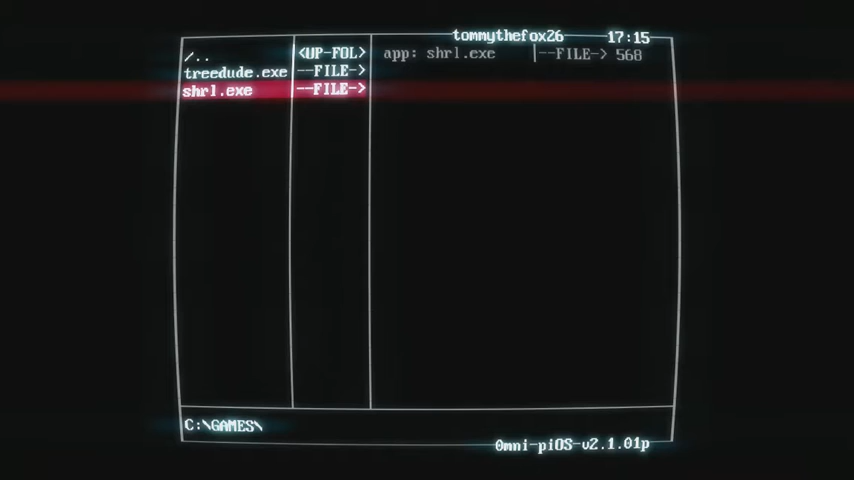 tommythefox26 17:15
/.. <UP-FOL> app: shrl.exe |--FILE-> 568
treedude.exe --FILE->
shrl.exe --FILE->
C:\GAMES\
0mni-piOS-v2.1.01p